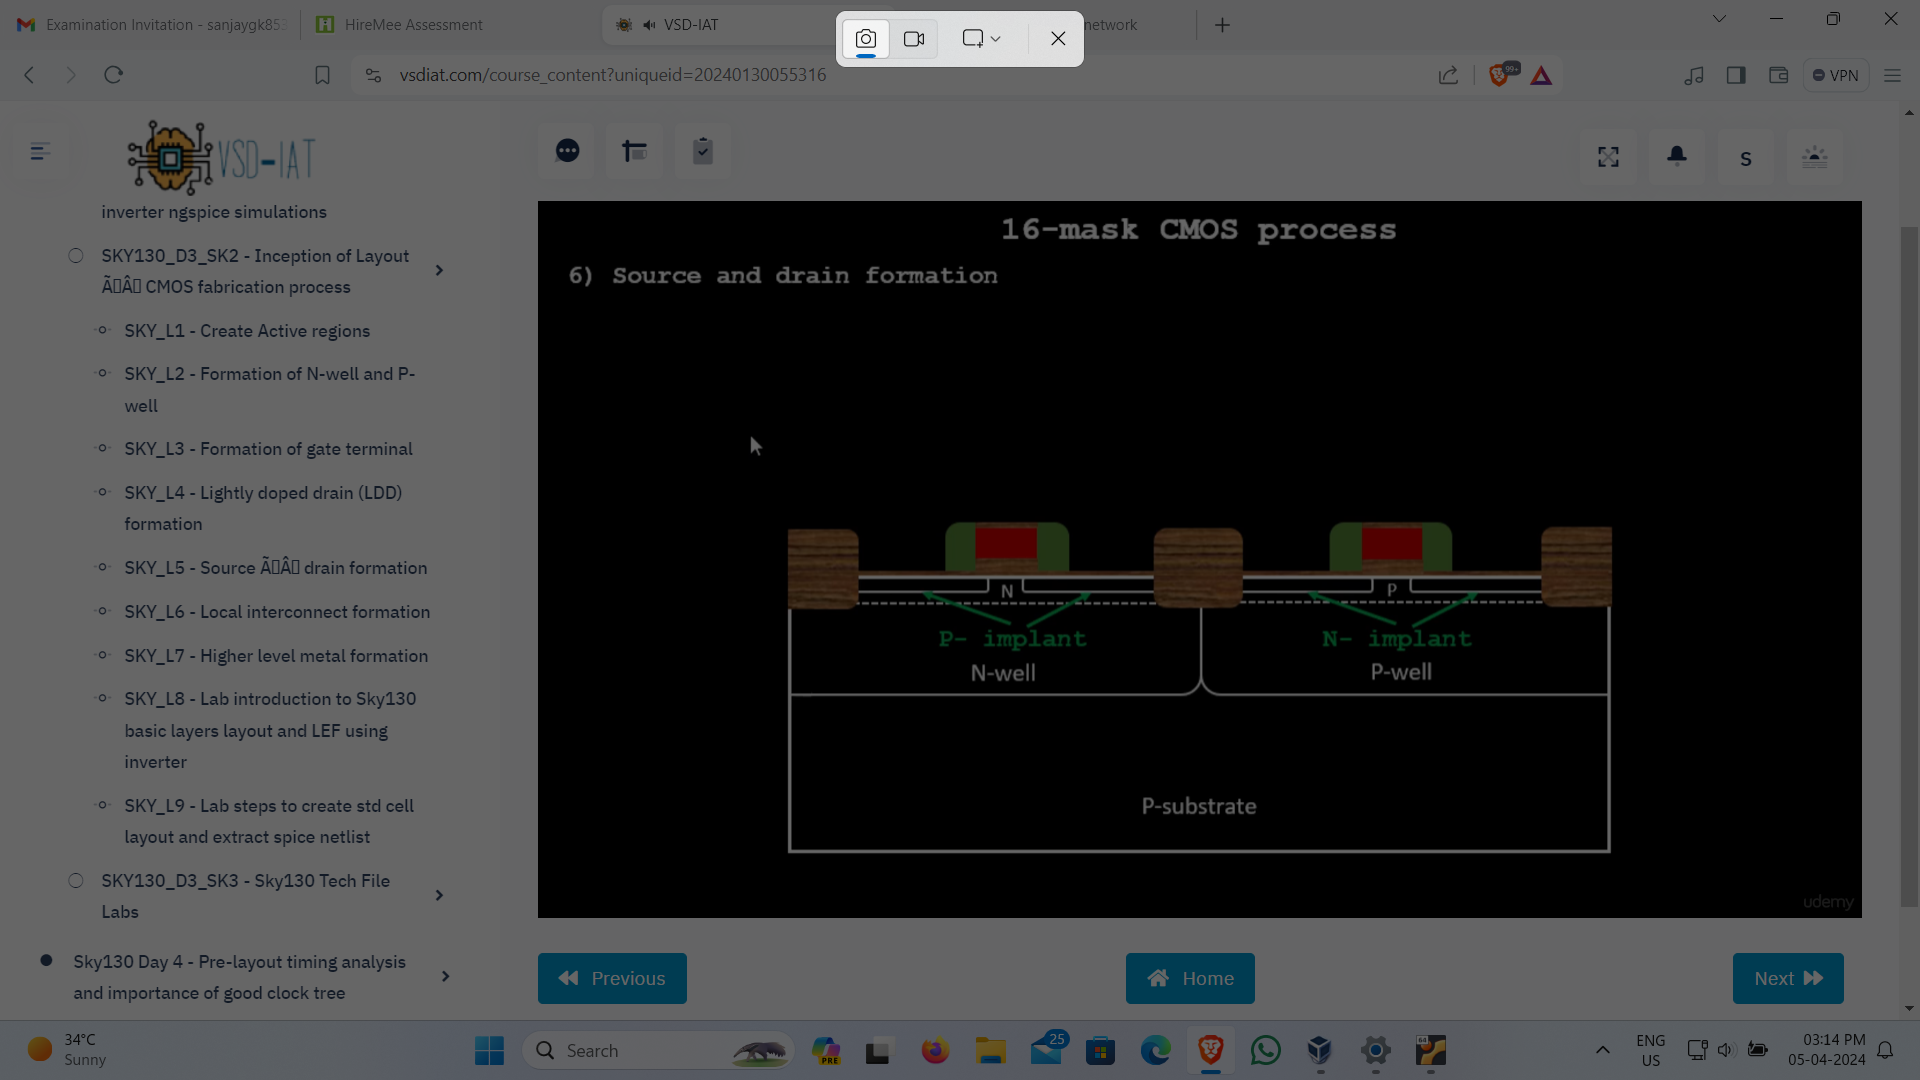 Examination Invitation - sanjaygk853
HireMee Assessment
VSD-IAT
network
vsdiat.com/course_content?uniqueid=20240130055316
99+
VPN
VSD-IAT
S
inverter ngspice simulations
SKY130_D3_SK2 - Inception of Layout
Ã▯Â▯ CMOS fabrication process
SKY_L1 - Create Active regions
SKY_L2 - Formation of N-well and P-
well
SKY_L3 - Formation of gate terminal
SKY_L4 - Lightly doped drain (LDD)
formation
SKY_L5 - Source Ã▯Â▯ drain formation
SKY_L6 - Local interconnect formation
SKY_L7 - Higher level metal formation
SKY_L8 - Lab introduction to Sky130
basic layers layout and LEF using
inverter
SKY_L9 - Lab steps to create std cell
layout and extract spice netlist
SKY130_D3_SK3 - Sky130 Tech File
Labs
Sky130 Day 4 - Pre-layout timing analysis
and importance of good clock tree
16-mask CMOS process
6) Source and drain formation
N
P
P- implant
N- implant
N-well
P-well
P-substrate
udemy
Previous
Home
Next
34°C
Sunny
Search
PRE
25
64
ENG
US
03:14 PM
05-04-2024